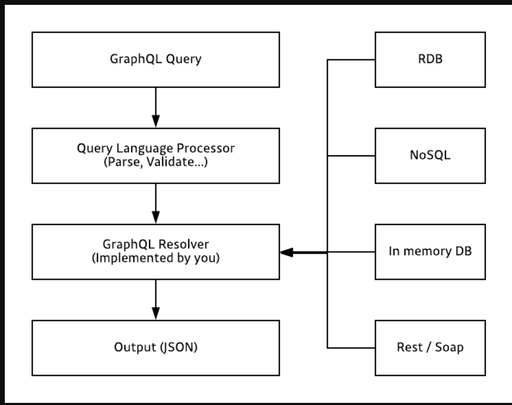 GraphQL Query
Query Language Processor
(Parse, Validate...)
GraphQL Resolver
(Implemented by you)
Output (JSON)
RDB
NoSQL
In memory DB
Rest / Soap